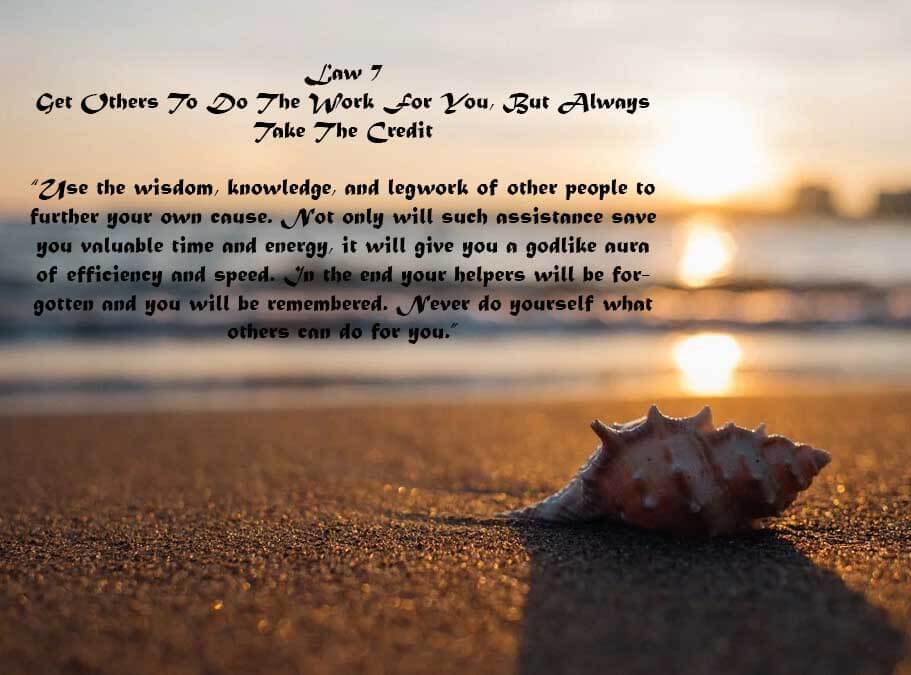 Law 7
Get Others To Do The Work For You, But Always
Take The Credit
“Use the wisdom, knowledge, and legwork of other people to
further your own cause. Not only will such assistance save
you valuable time and energy, it will give you a godlike aura
of efficiency and speed. In the end your helpers will be for-
gotten and you will be remembered. Never do yourself what
others can do for you.”